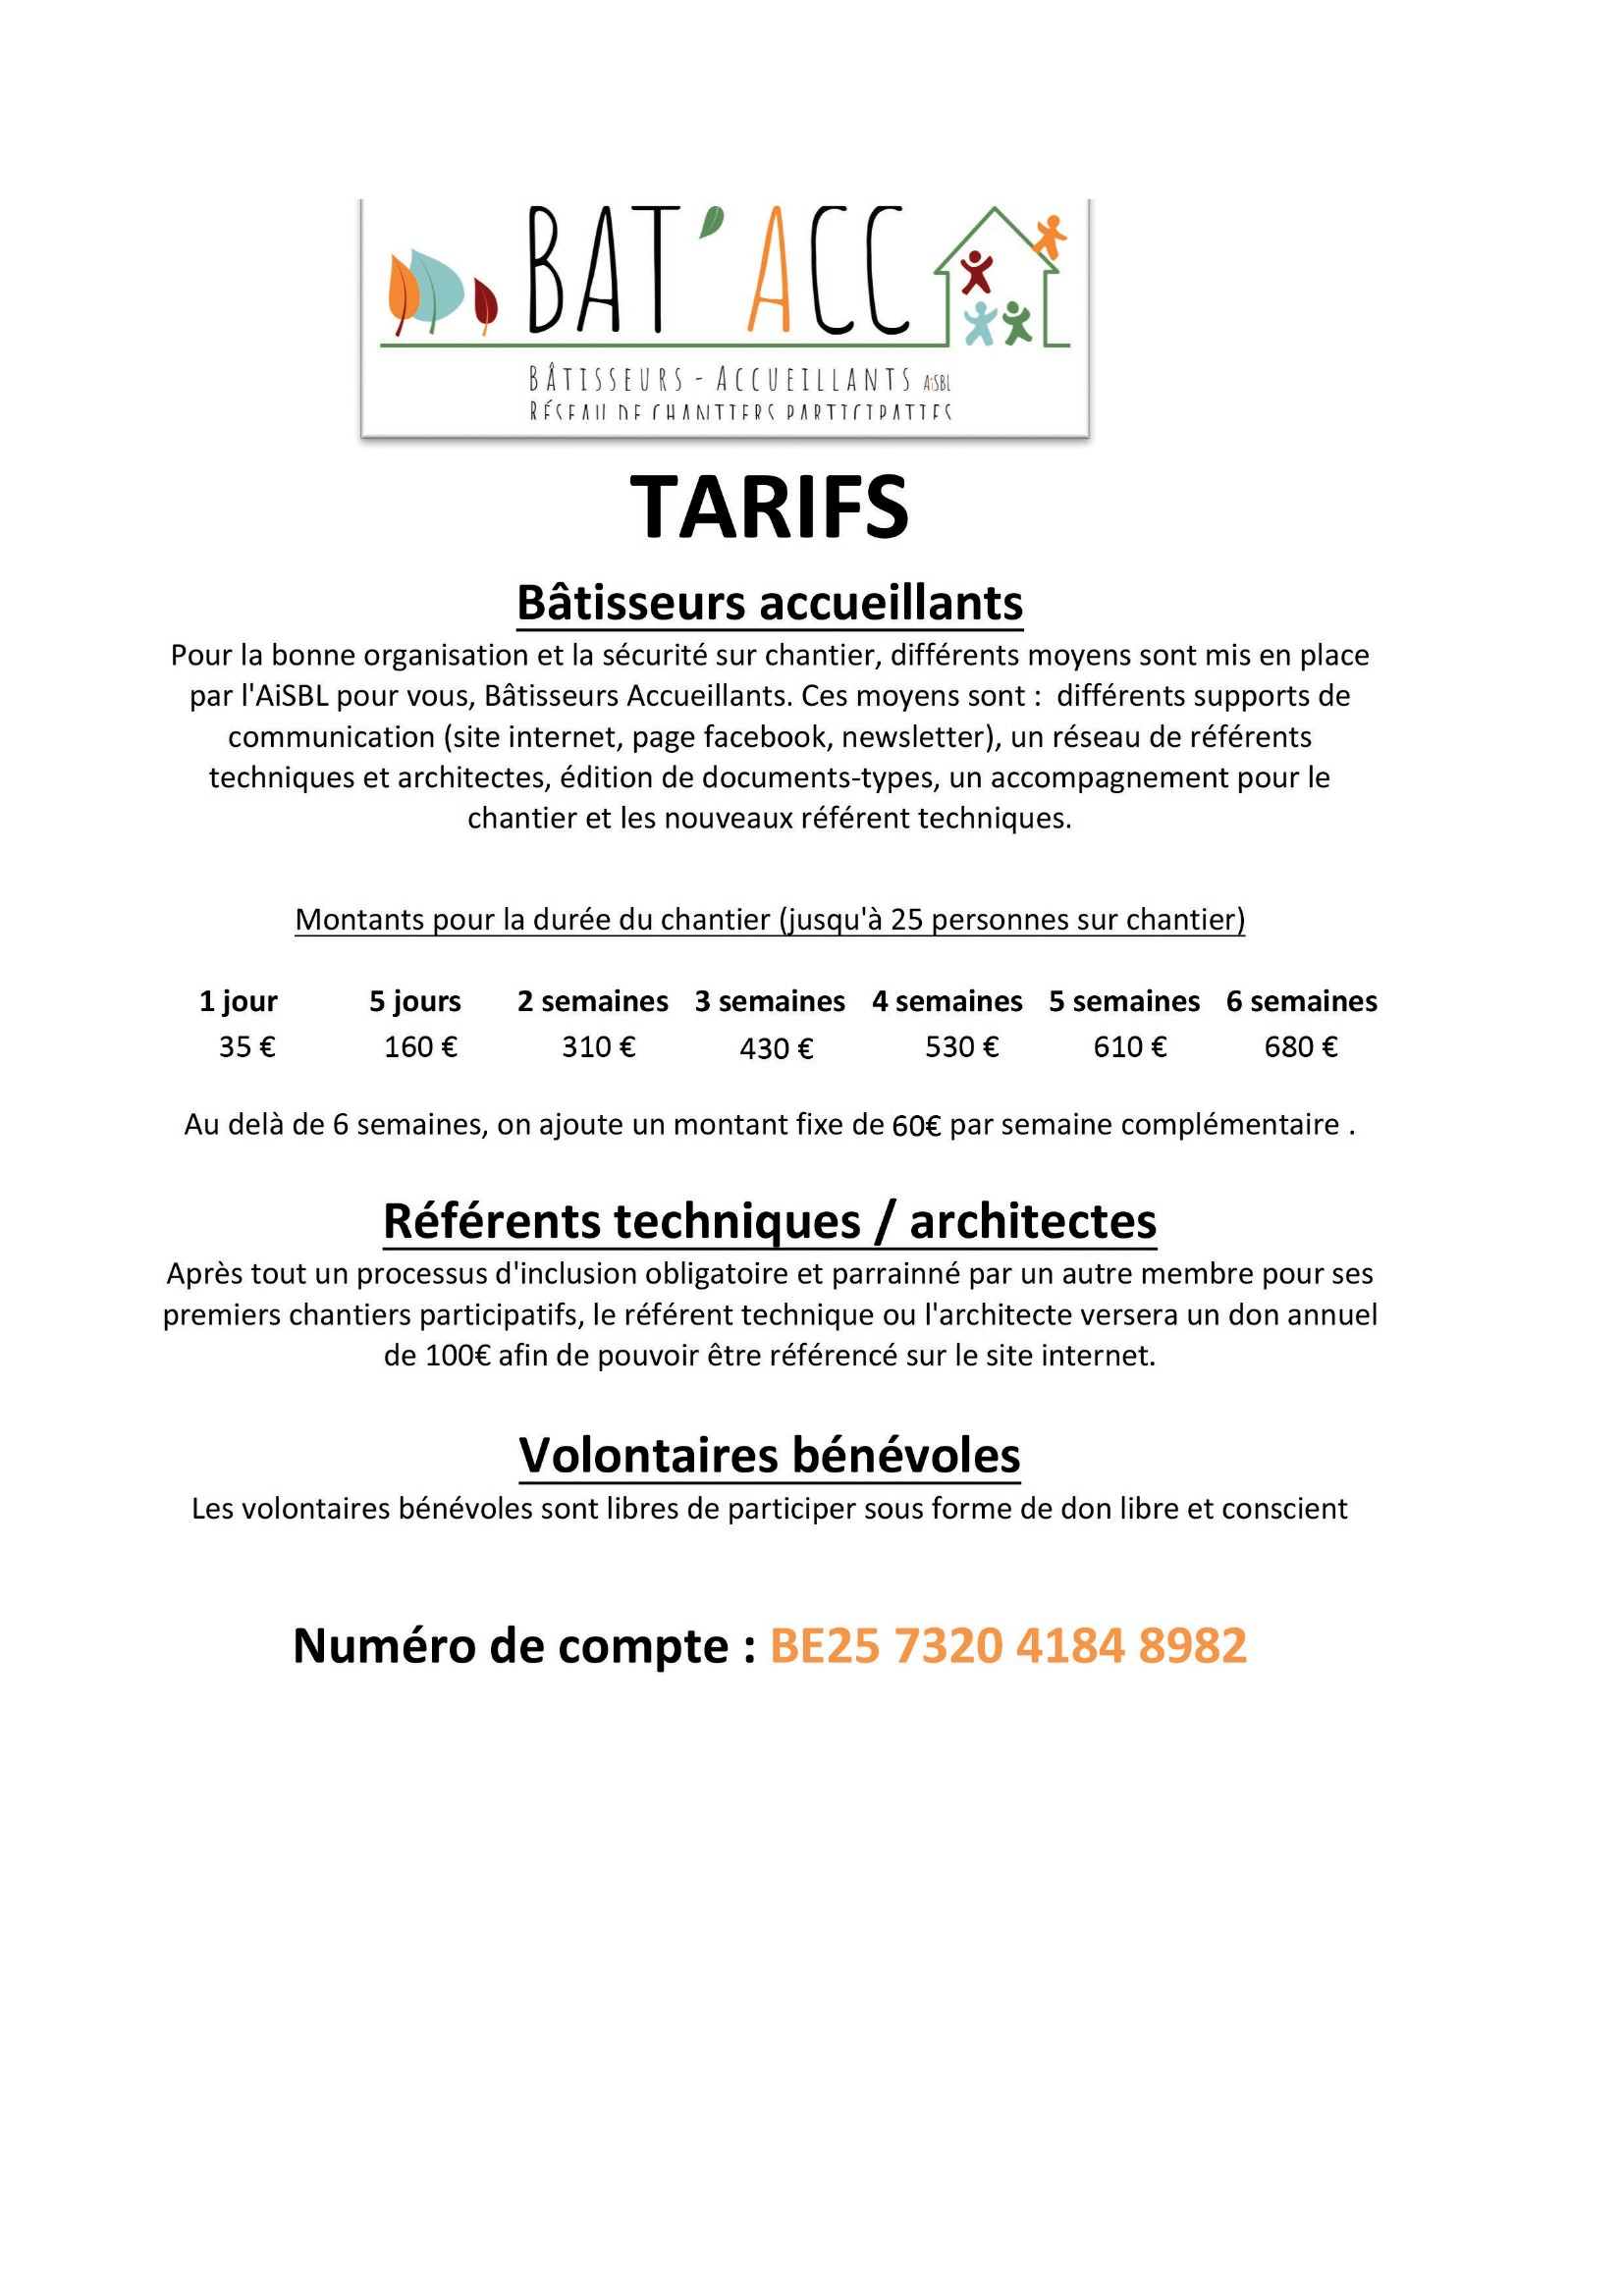 BAT'ACC
BÂTISSEURS - ACCUEILLANTS AiSBL
RÉSEAU DE CHANTIERS PARTICIPATIFS
TARIFS
Bâtisseurs accueillants
Pour la bonne organisation et la sécurité sur chantier, différents moyens sont mis en place
par l'AiSBL pour vous, Bâtisseurs Accueillants. Ces moyens sont :  différents supports de
communication (site internet, page facebook, newsletter), un réseau de référents
techniques et architectes, édition de documents-types, un accompagnement pour le
chantier et les nouveaux référent techniques.
Montants pour la durée du chantier (jusqu'à 25 personnes sur chantier)
1 jour 5 jours 2 semaines 3 semaines 4 semaines 5 semaines 6 semaines
35 € 160 € 310 € 430 € 530 € 610 € 680 €
Au delà de 6 semaines, on ajoute un montant fixe de 60€ par semaine complémentaire .
Référents techniques / architectes
Après tout un processus d'inclusion obligatoire et parrainné par un autre membre pour ses
premiers chantiers participatifs, le référent technique ou l'architecte versera un don annuel
de 100€ afin de pouvoir être référencé sur le site internet.
Volontaires bénévoles
Les volontaires bénévoles sont libres de participer sous forme de don libre et conscient
Numéro de compte : BE25 7320 4184 8982